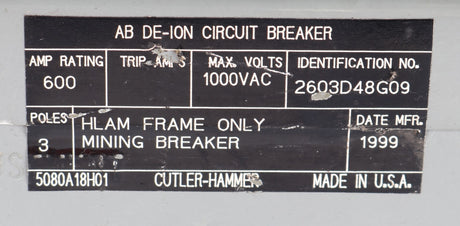 AB DE-ION CIRCUIT BREAKER
AMP RATING TRIP AMPS MAX. VOLTS IDENTIFICATION NO.
600 1000VAC 2603D48G09
POLES HLAM FRAME ONLY DATE MFR.
3 MINING BREAKER 1999
5080A18H01 CUTLER-HAMMER MADE IN U.S.A.